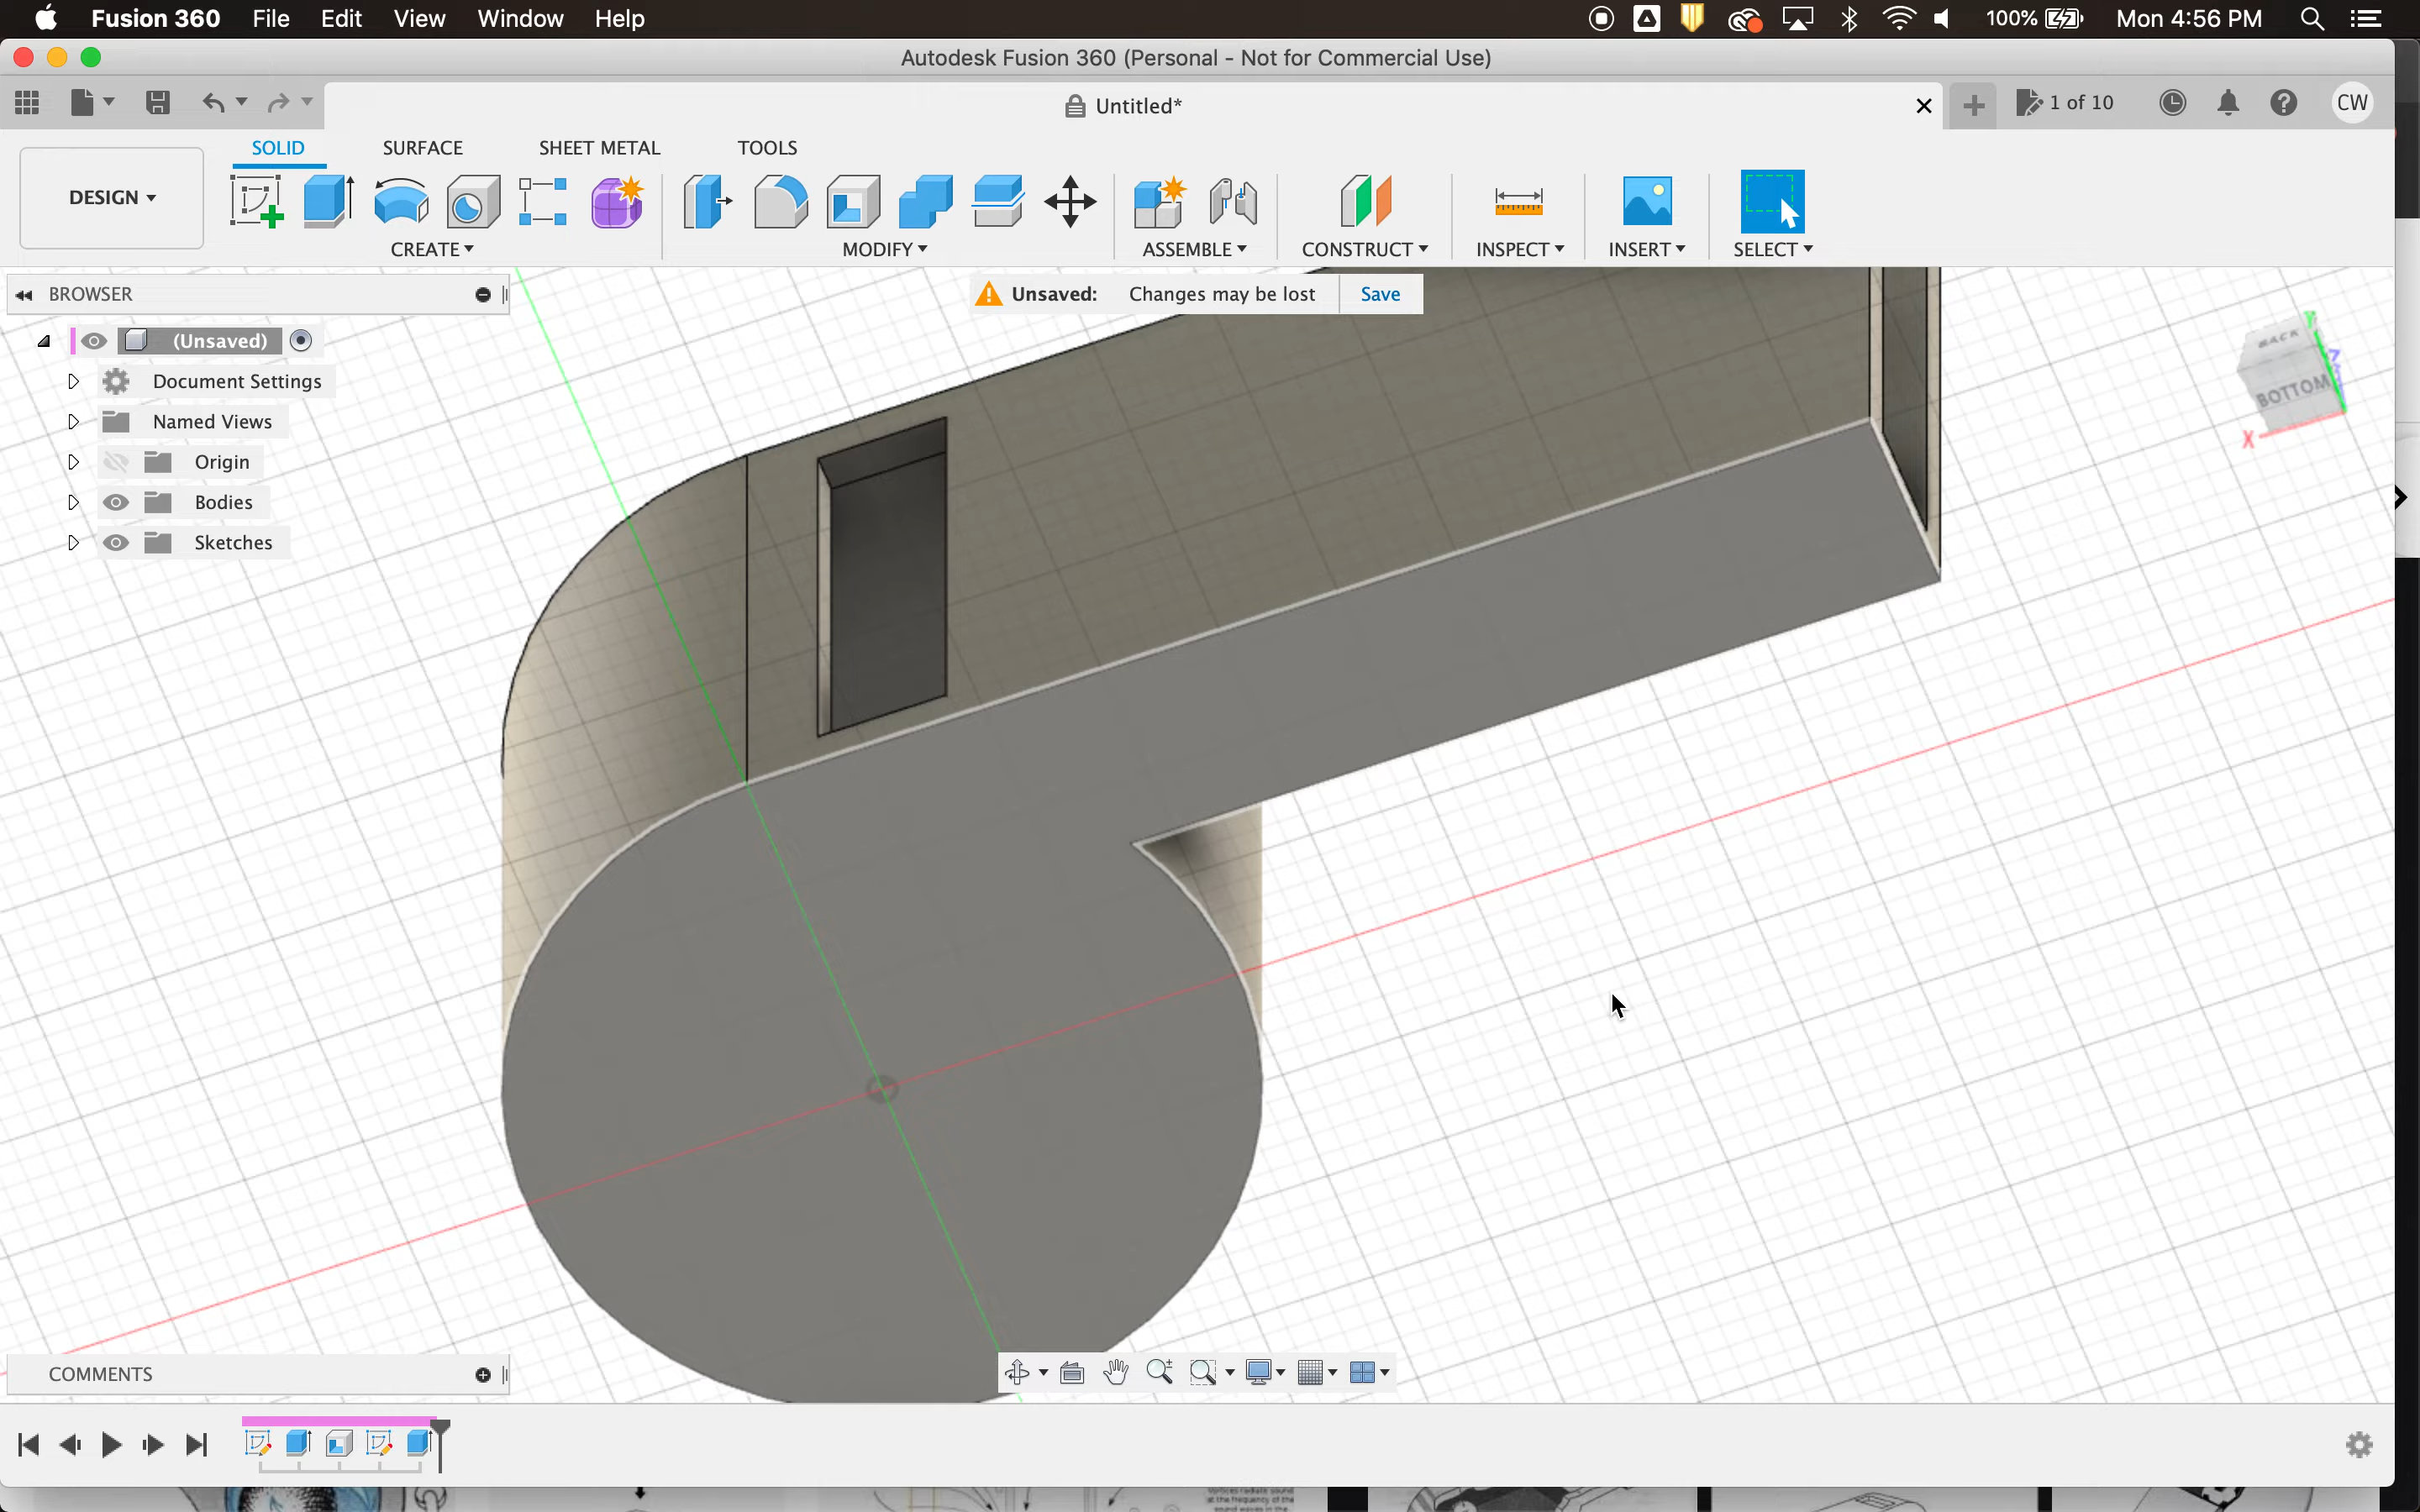 Fusion 360 File Edit View Window Help 100% Mon 4:56 PM
Autodesk Fusion 360 (Personal - Not for Commercial Use)
Untitled* 1 of 10 CW
SOLID SURFACE SHEET METAL TOOLS
DESIGN
CREATE MODIFY ASSEMBLE CONSTRUCT INSPECT INSERT SELECT
BROWSER
Unsaved: Changes may be lost Save
(Unsaved)
Document Settings
Named Views
Origin
Bodies
Sketches
BACK
BOTTOM
X
Y
Z
COMMENTS